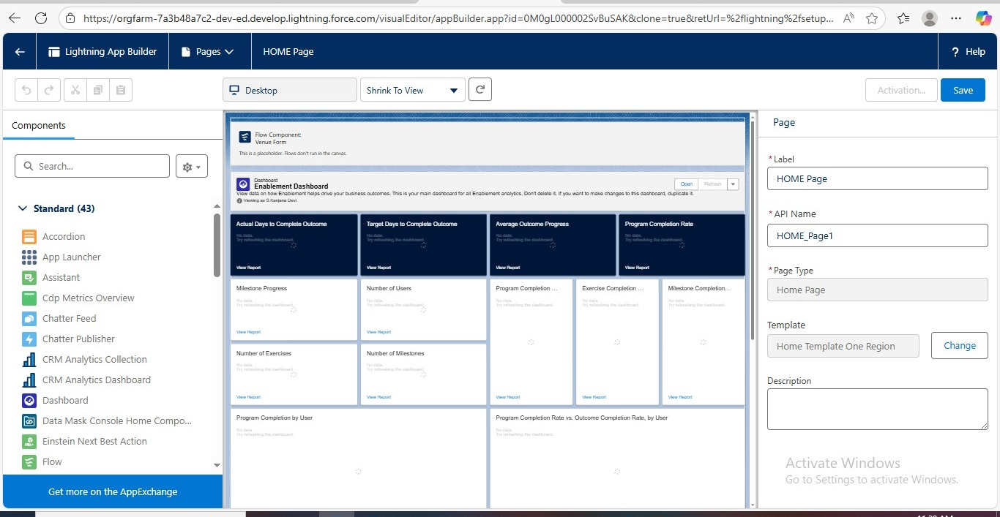 https://orgfarm-7a3b48a7c2-dev-ed.develop.lightning.force.com/visualEditor/appBuilder.app?id=0M0gL000002SvBuSAK&clone=true&retUrl=%2flightning%2fsetup...
Lightning App Builder
Pages
HOME Page
? Help
Desktop
Shrink To View
Activation...
Save
Components
Search...
Standard (43)
Accordion
App Launcher
Assistant
Cdp Metrics Overview
Chatter Feed
Chatter Publisher
CRM Analytics Collection
CRM Analytics Dashboard
Dashboard
Data Mask Console Home Compo...
Einstein Next Best Action
Flow
Get more on the AppExchange
Flow Component:
Venue Form
This is a placeholder. Flows don't run in the canvas.
Dashboard
Enablement Dashboard
View data on how Enablement helps drive your business outcomes. This is your main dashboard for all Enablement analytics. Don't delete it. If you want to make changes to this dashboard, duplicate it.
Viewing as S.Kanjana Devi
Open
Refresh
Actual Days to Complete Outcome
No data.
Try refreshing the dashboard.
View Report
Target Days to Complete Outcome
No data.
Try refreshing the dashboard.
View Report
Average Outcome Progress
No data.
Try refreshing the dashboard.
View Report
Program Completion Rate
No data.
Try refreshing the dashboard.
View Report
Milestone Progress
No data.
Try refreshing the dashboard.
View Report
Number of Users
No data.
Try refreshing the dashboard.
View Report
Program Completion ...
No data.
Try refreshing the dashboard.
View Report
Exercise Completion ...
No data.
Try refreshing the dashboard.
View Report
Milestone Completion...
No data.
Try refreshing the dashboard.
View Report
Number of Exercises
No data.
Try refreshing the dashboard.
View Report
Number of Milestones
No data.
Try refreshing the dashboard.
View Report
Program Completion by User
No data.
Try refreshing the dashboard.
Program Completion Rate vs. Outcome Completion Rate, by User
No data.
Try refreshing the dashboard.
Page
*Label
HOME Page
*API Name
HOME_Page1
*Page Type
Home Page
Template
Home Template One Region
Change
Description
Activate Windows
Go to Settings to activate Windows.